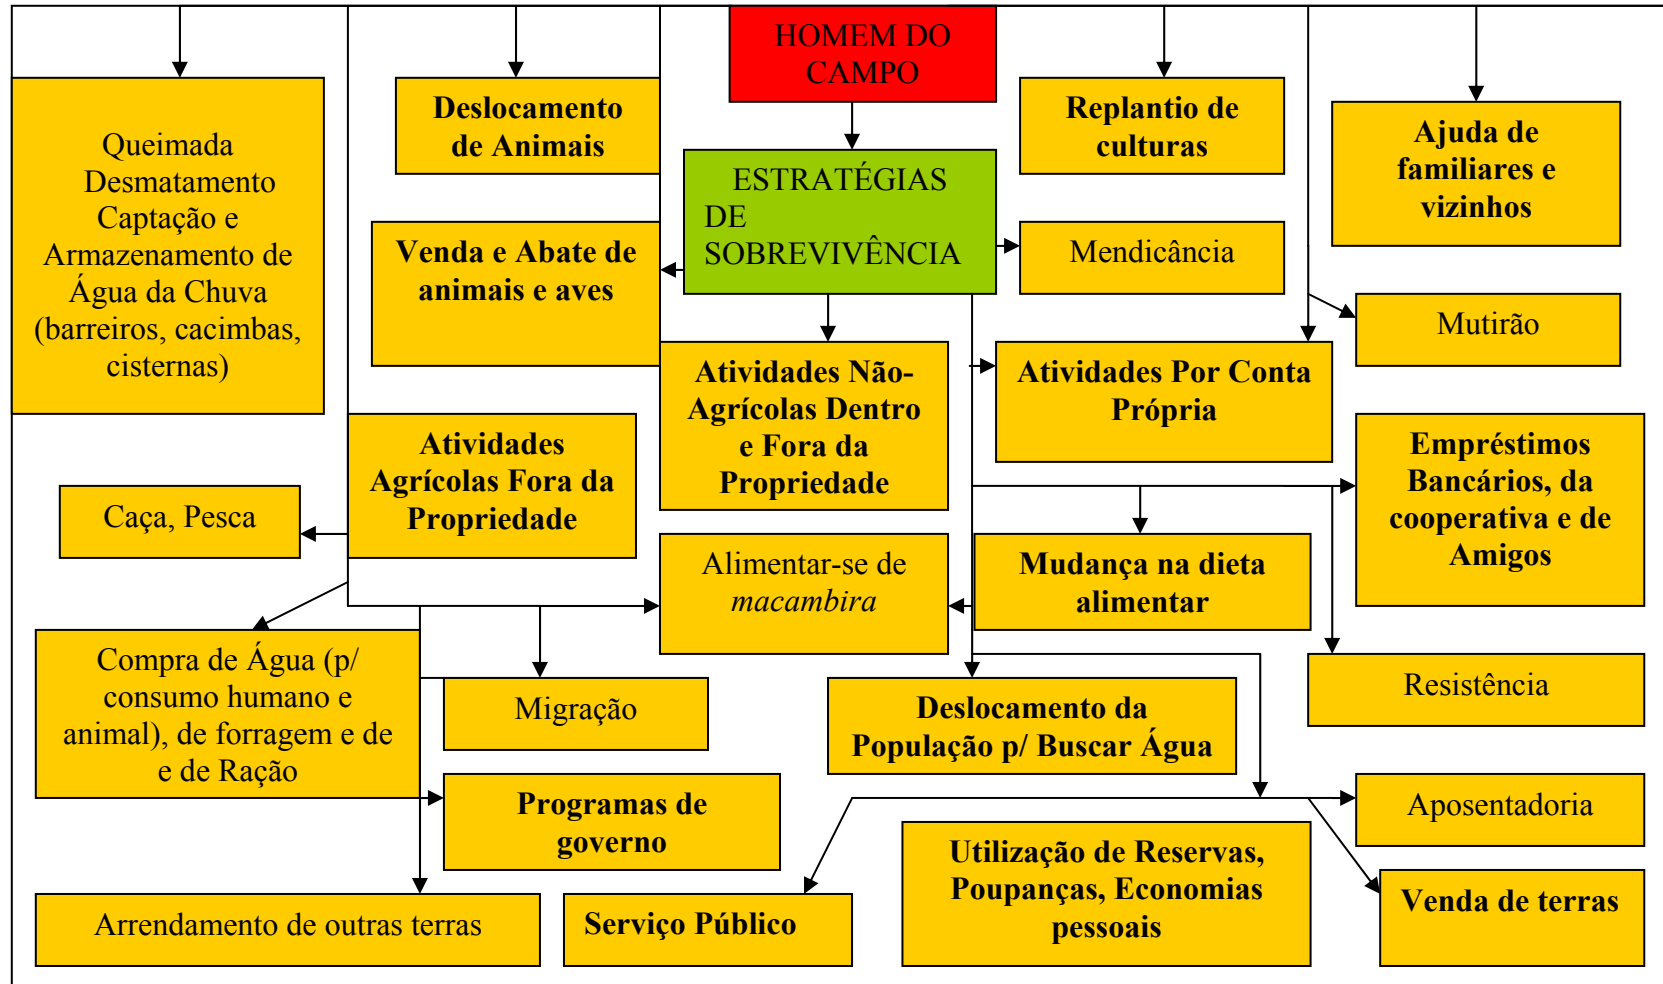 HOMEM DO
CAMPO
Queimada
Desmatamento
Captação e
Armazenamento de
Água da Chuva
(barreiros, cacimbas,
cisternas)
Deslocamento
de Animais
Replantio de
culturas
Ajuda de
familiares e
vizinhos
ESTRATÉGIAS
DE
SOBREVIVÊNCIA
Venda e Abate de
animais e aves
Mendicância
Mutirão
Atividades Não-
Agrícolas Dentro
e Fora da
Propriedade
Atividades Por Conta
Própria
Atividades
Agrícolas Fora da
Propriedade
Empréstimos
Bancários, da
cooperativa e de
Amigos
Caça, Pesca
Alimentar-se de
macambira
Mudança na dieta
alimentar
Compra de Água (p/
consumo humano e
animal), de forragem e de
e de Ração
Migração
Deslocamento da
População p/ Buscar Água
Resistência
Programas de
governo
Aposentadoria
Utilização de Reservas,
Poupanças, Economias
pessoais
Arrendamento de outras terras
Serviço Público
Venda de terras